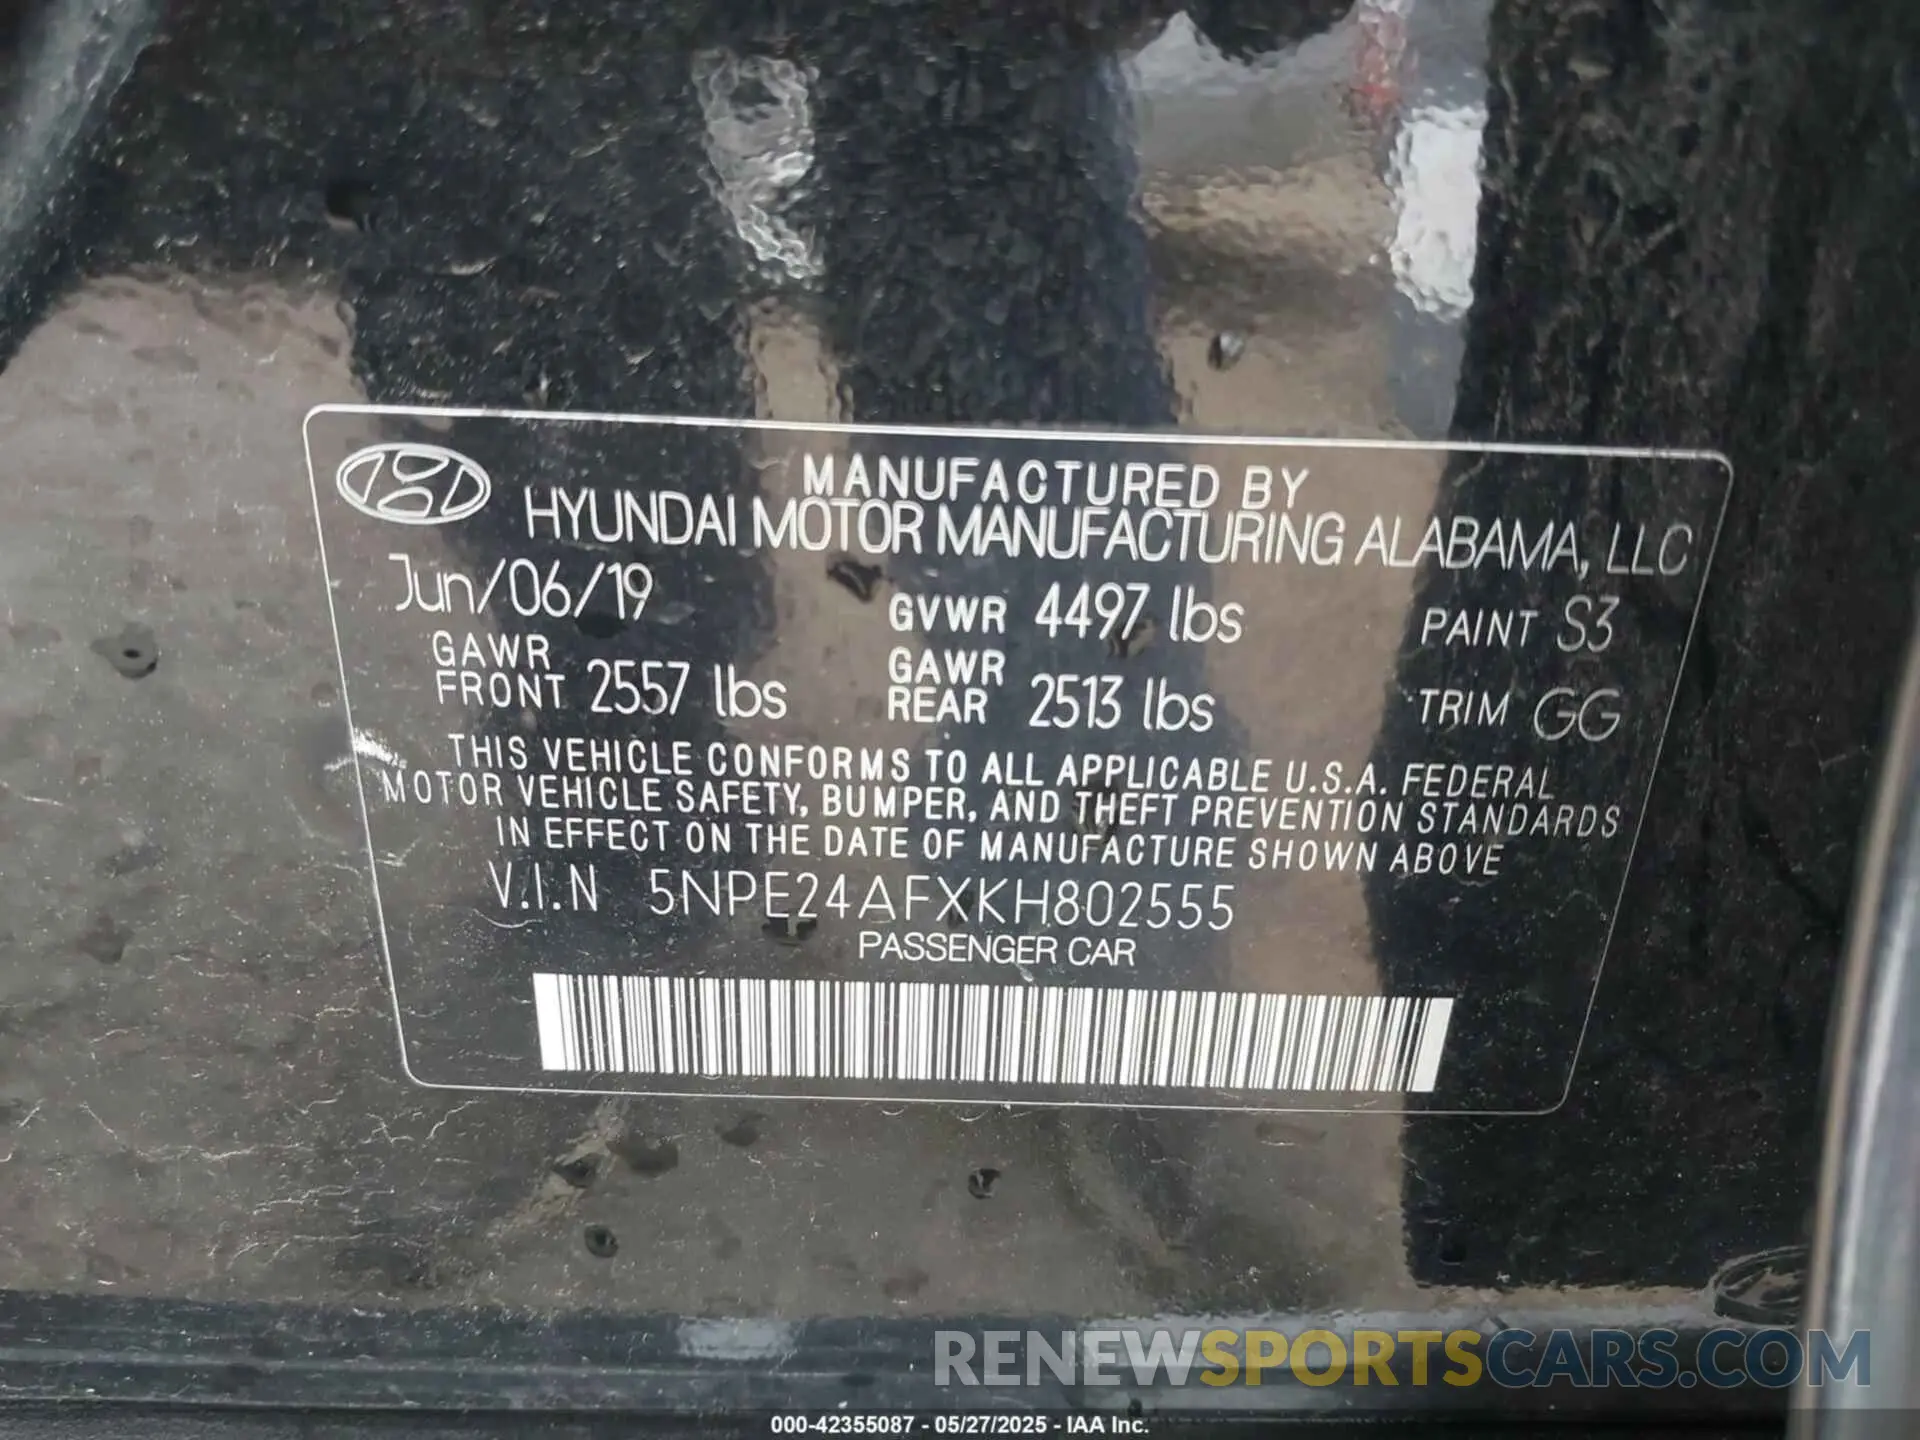 MANUFACTURED BY
HYUNDAI MOTOR MANUFACTURING ALABAMA, LLC
Jun/06/19 GVWR 4497 lbs PAINT S3
GAWR FRONT 2557 lbs GAWR REAR 2513 lbs TRIM GG
THIS VEHICLE CONFORMS TO ALL APPLICABLE U.S.A. FEDERAL
MOTOR VEHICLE SAFETY, BUMPER, AND THEFT PREVENTION STANDARDS
IN EFFECT ON THE DATE OF MANUFACTURE SHOWN ABOVE
V.I.N 5NPE24AFXKH802555
PASSENGER CAR
RENEWSPORTSCARS.COM
000-42355087 - 05/27/2025 - IAA Inc.